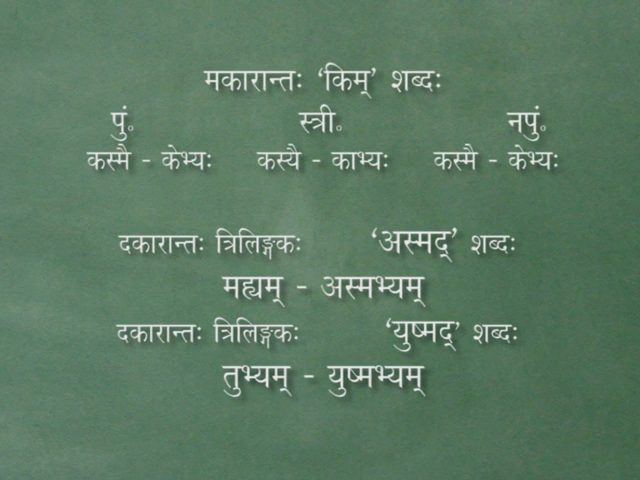 मकारान्तः ‘किम्’ शब्दः
पुं॰ स्त्री॰ नपुं॰
कस्मै - केभ्यः कस्यै - काभ्यः कस्मै - केभ्यः
दकारान्तः त्रिलिङ्गकः ‘अस्मद्’ शब्दः
मह्यम् - अस्मभ्यम्
दकारान्तः त्रिलिङ्गकः ‘युष्मद्’ शब्दः
तुभ्यम् - युष्मभ्यम्